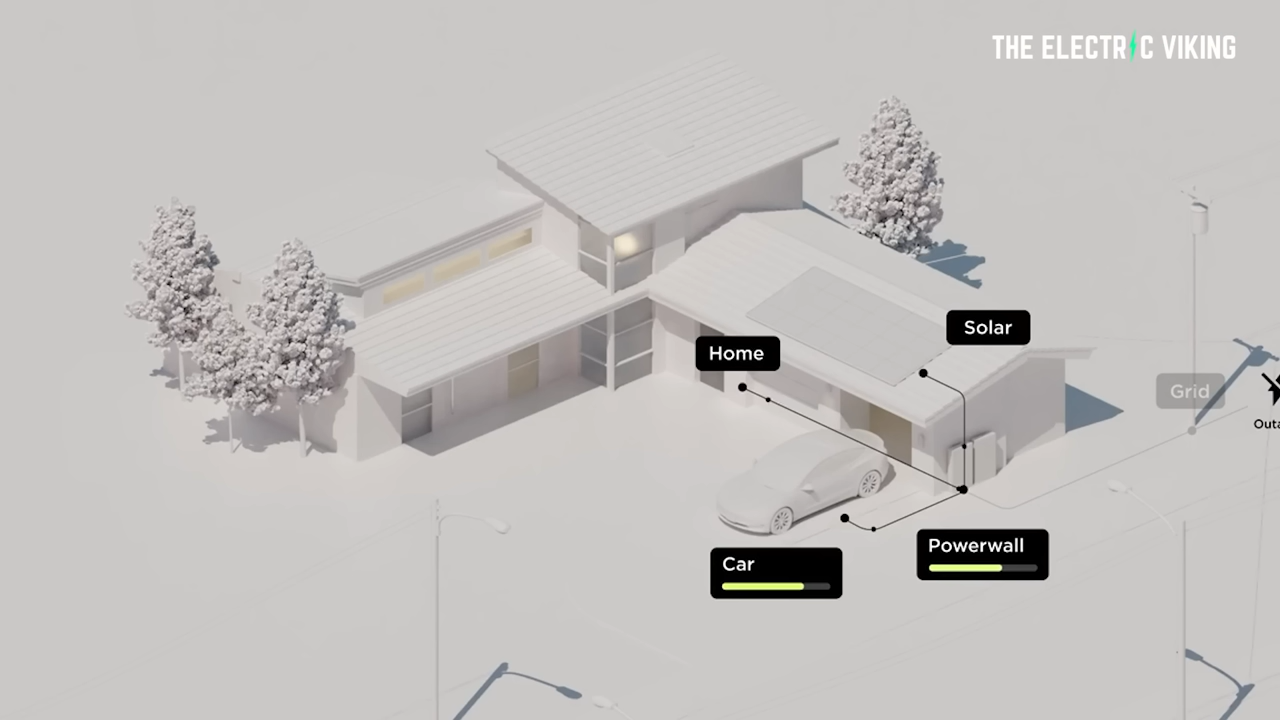 THE ELECTRIC VIKING
Solar
Home
Grid
Powerwall
Car